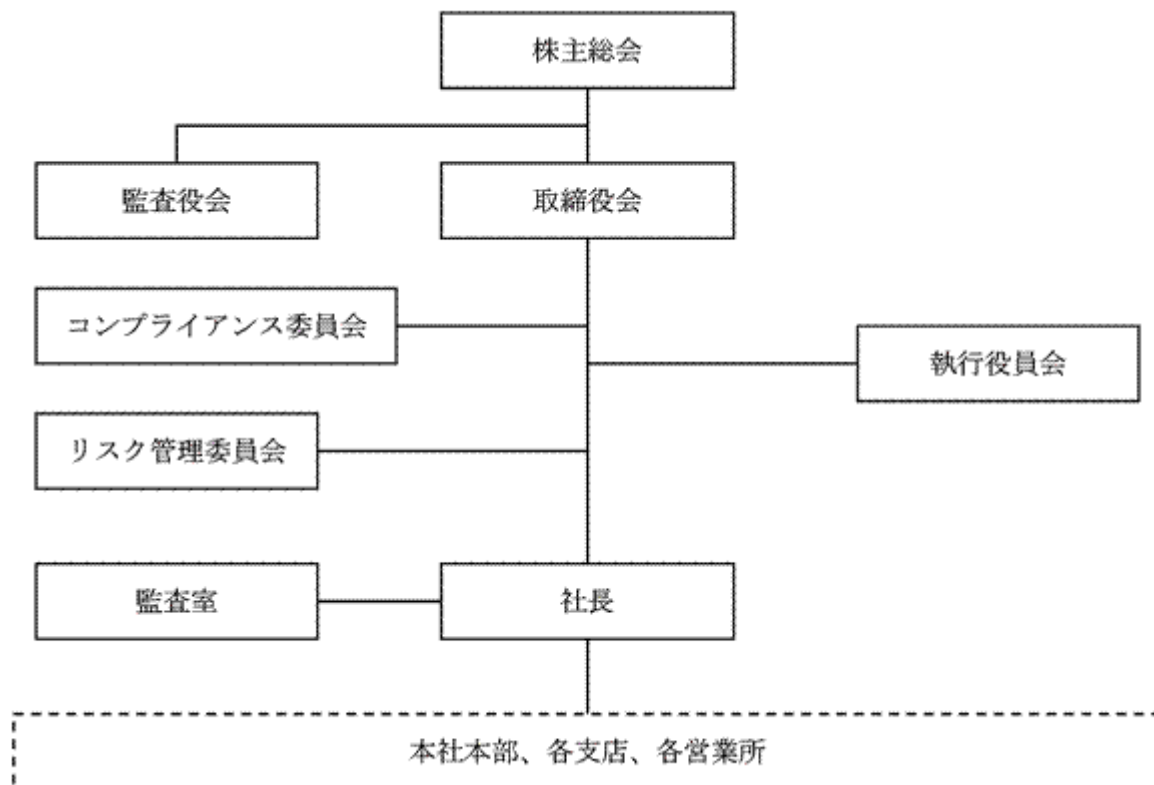 株主総会
監査役会
取締役会
コンプライアンス委員会
執行役員会
リスク管理委員会
監査室
社長
本社本部、各支店、各営業所